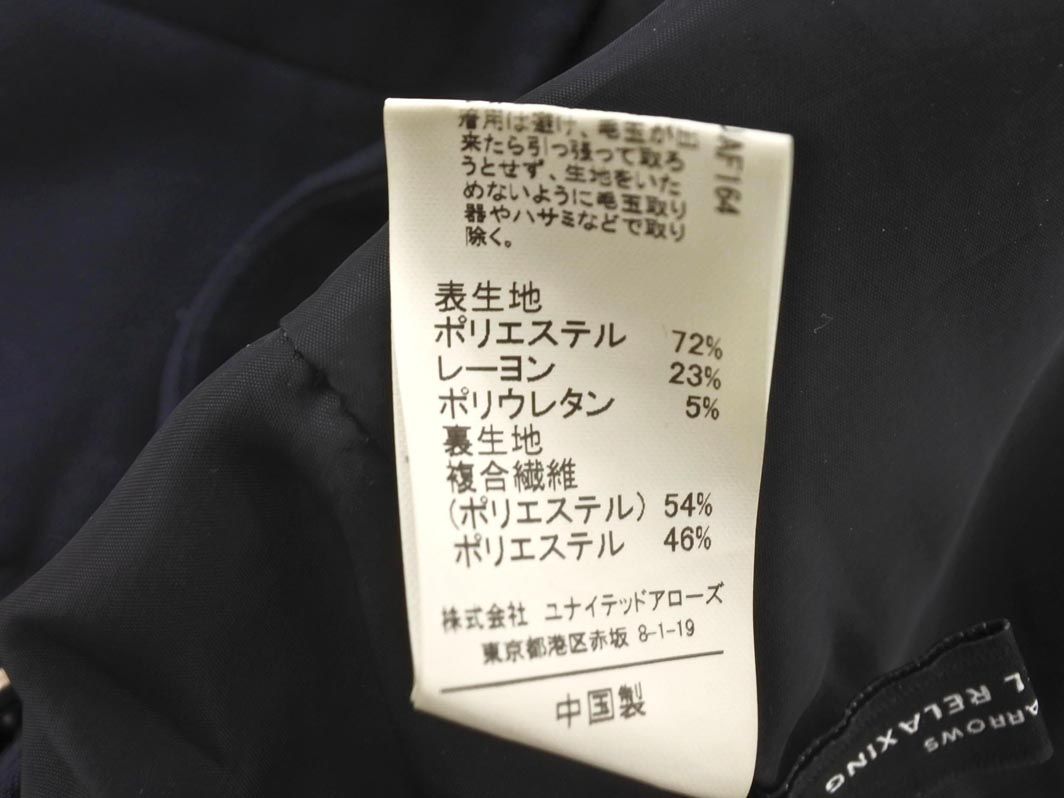 着用は避け、毛玉が出
来たら引っ張って取ろ
うとせず、生地をいた
めないように毛玉取り
器やハサミなどで取り
除く。
AF164
表生地
ポリエステル 72%
レーヨン 23%
ポリウレタン 5%
裏生地
複合繊維
(ポリエステル) 54%
ポリエステル 46%
株式会社 ユナイテッドアローズ
東京都港区赤坂 8-1-19
中国製
ARROWS
L RELAXING